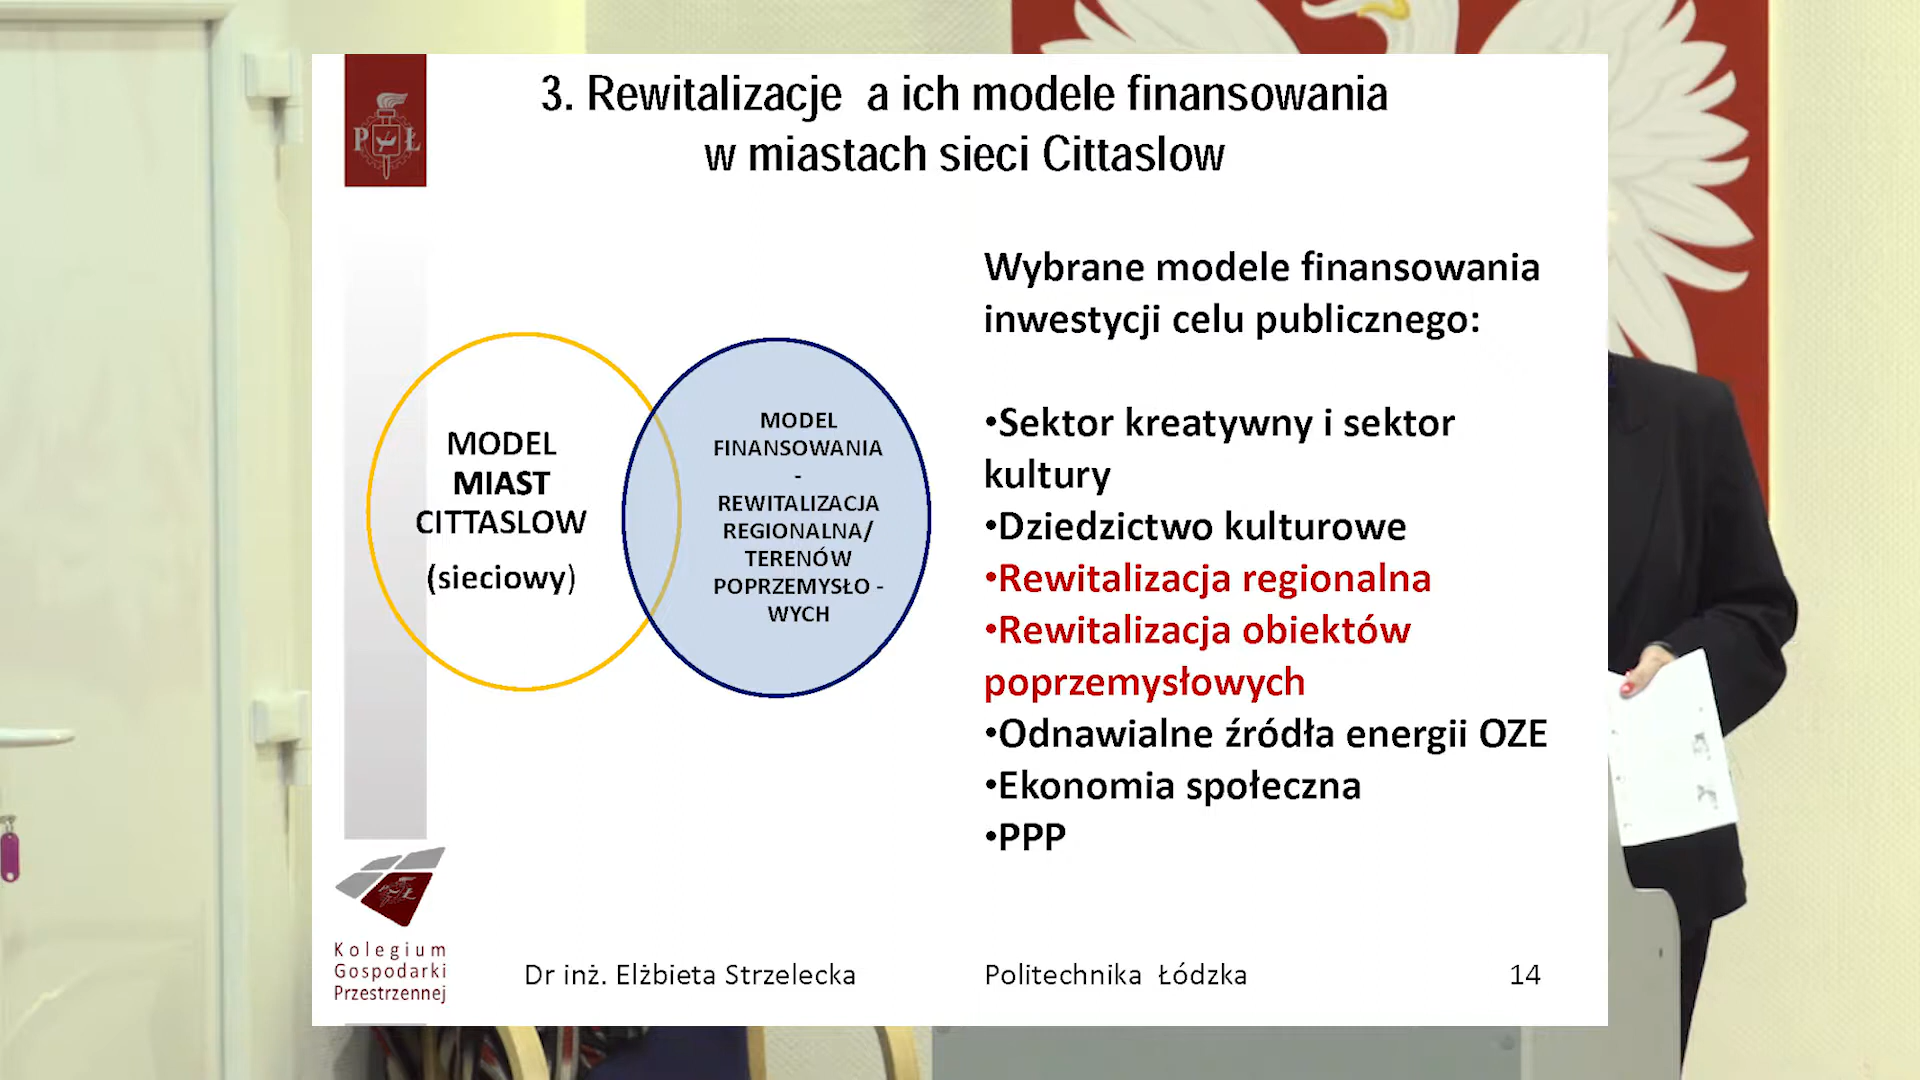 3. Rewitalizacje a ich modele finansowania
w miastach sieci Cittaslow
P Ł
MODEL
MIAST
CITTASLOW
(sieciowy)
MODEL
FINANSOWANIA
-
REWITALIZACJA
REGIONALNA/
TERENÓW
POPRZEMYSŁO -
WYCH
Wybrane modele finansowania
inwestycji celu publicznego:
•Sektor kreatywny i sektor
kultury
•Dziedzictwo kulturowe
•Rewitalizacja regionalna
•Rewitalizacja obiektów
poprzemysłowych
•Odnawialne źródła energii OZE
•Ekonomia społeczna
•PPP
Kolegium
Gospodarki
Przestrzennej
Dr inż. Elżbieta Strzelecka
Politechnika Łódzka
14